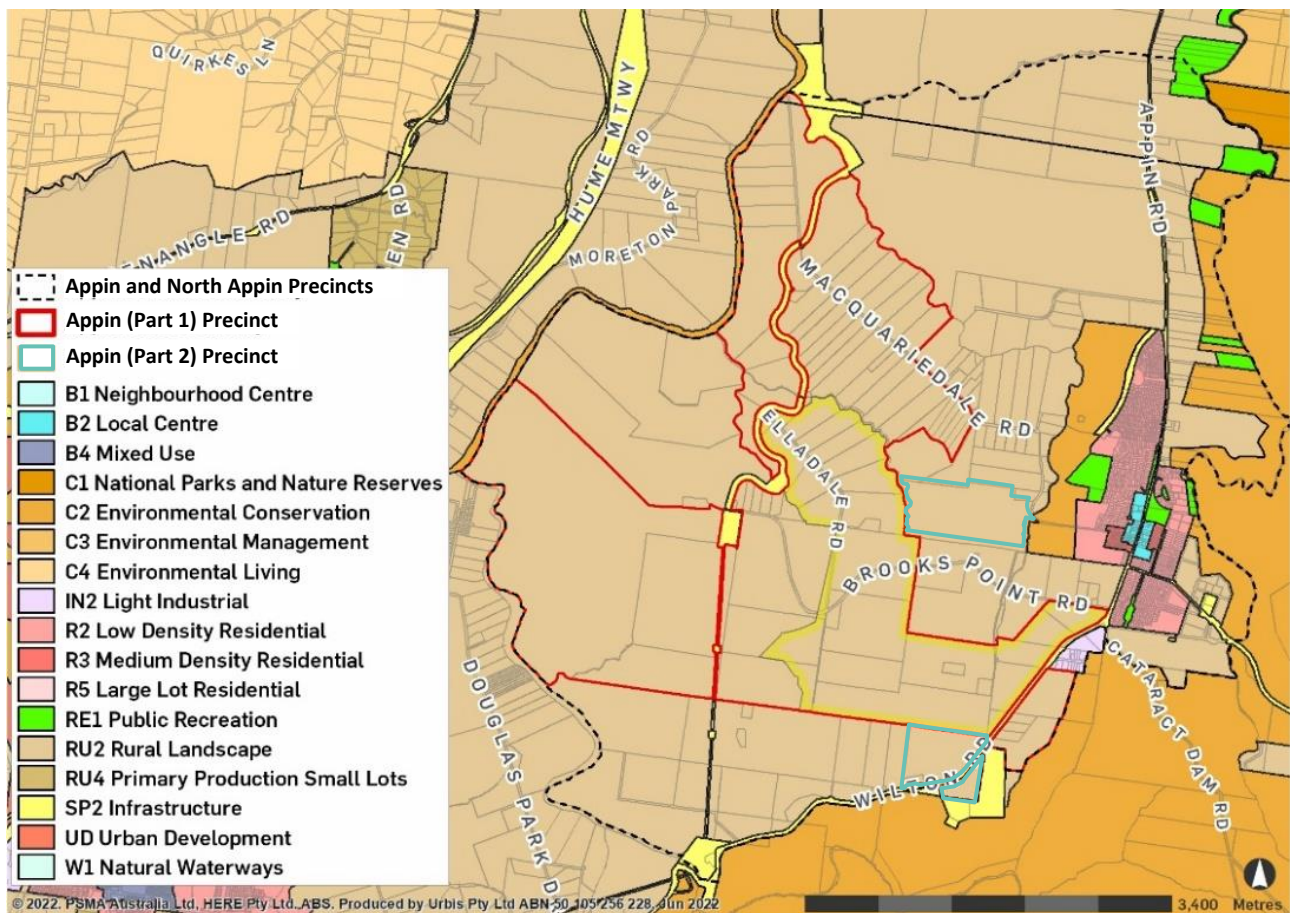 QUIRKES LN
HUME MTWY
MORETON PARK RD
APPIN RD
MACQUARIEDALE RD
ELLADALE RD
BROOKS POINT RD
CATARACT DAM RD
WILTON RD
DOUGLAS PARK D
ENANGLE RD
EN RD
Appin and North Appin Precincts
Appin (Part 1) Precinct
Appin (Part 2) Precinct
B1 Neighbourhood Centre
B2 Local Centre
B4 Mixed Use
C1 National Parks and Nature Reserves
C2 Environmental Conservation
C3 Environmental Management
C4 Environmental Living
IN2 Light Industrial
R2 Low Density Residential
R3 Medium Density Residential
R5 Large Lot Residential
RE1 Public Recreation
RU2 Rural Landscape
RU4 Primary Production Small Lots
SP2 Infrastructure
UD Urban Development
W1 Natural Waterways
© 2022. PSMA Australia Ltd, HERE Pty Ltd. ABS. Produced by Urbis Pty Ltd ABN 50 105 256 228, Jun 2022
3,400 Metres